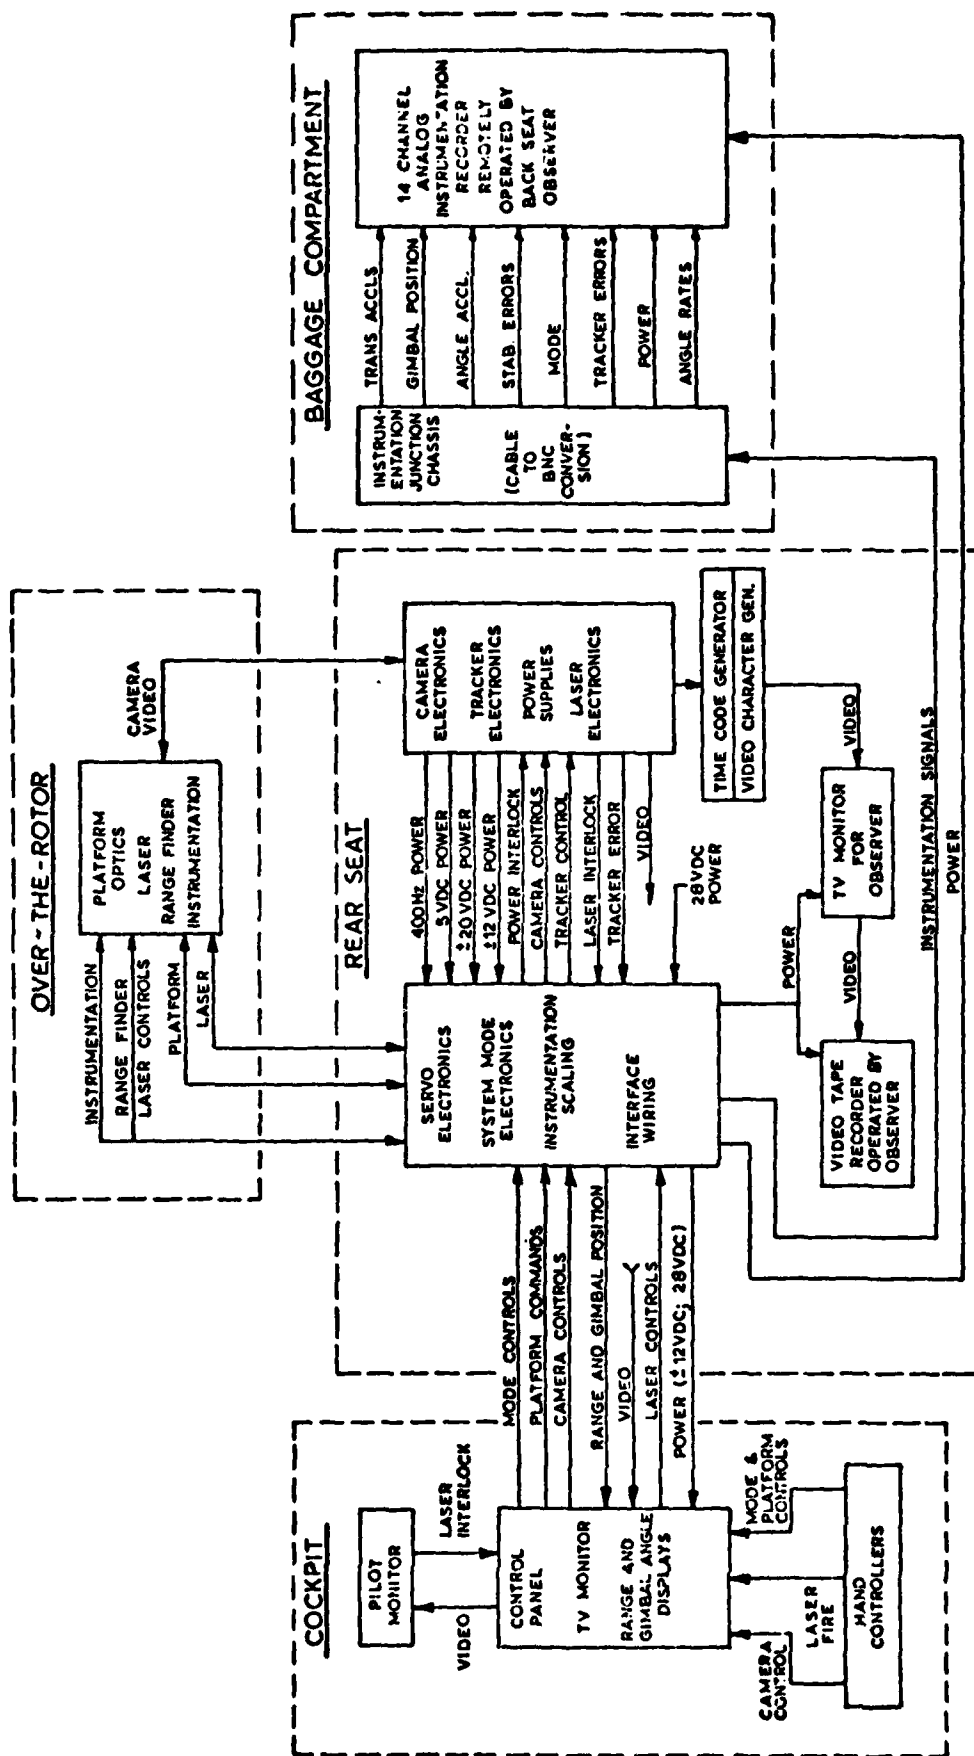 OVER-THE-ROTOR
PLATFORM
OPTICS
LASER
RANGE FINDER
INSTRUMENTATION
CAMERA
VIDEO
INSTRUMENTATION
RANGE FINDER
LASER CONTROLS
PLATFORM
LASER
COCKPIT
PILOT
MONITOR
VIDEO
LASER
INTERLOCK
CONTROL
PANEL
TV MONITOR
RANGE AND
GIMBAL ANGLE
DISPLAYS
CAMERA
CONTROL
LASER
FIRE
MODE &
PLATFORM
CONTROLS
HAND
CONTROLLERS
MODE CONTROLS
PLATFORM COMMANDS
CAMERA CONTROLS
RANGE AND GIMBAL POSITION
VIDEO
LASER CONTROLS
POWER (±12VDC; 28VDC)
REAR SEAT
SERVO
ELECTRONICS
SYSTEM MODE
ELECTRONICS
INSTRUMENTATION
SCALING
INTERFACE
WIRING
400Hz POWER
5 VDC POWER
±20 VDC POWER
±12 VDC POWER
POWER INTERLOCK
CAMERA CONTROLS
TRACKER CONTROL
LASER INTERLOCK
TRACKER ERROR
VIDEO
28VDC
POWER
CAMERA
ELECTRONICS
TRACKER
ELECTRONICS
POWER
SUPPLIES
LASER
ELECTRONICS
TIME CODE GENERATOR
VIDEO CHARACTER GEN.
VIDEO
TV MONITOR
FOR
OBSERVER
POWER
VIDEO
VIDEO TAPE
RECORDER
OPERATED BY
OBSERVER
INSTRUMENTATION SIGNALS
POWER
BAGGAGE COMPARTMENT
INSTRUM-
ENTATION
JUNCTION
CHASSIS
(CABLE
TO
BNC
CONVER-
SION)
TRANS ACCLS
GIMBAL POSITION
ANGLE ACCL.
STAB. ERRORS
MODE
TRACKER ERRORS
POWER
ANGLE RATES
14 CHANNEL
ANALOG
INSTRUMENTATION
RECORDER
REMOTELY
OPERATED BY
BACK SEAT
OBSERVER